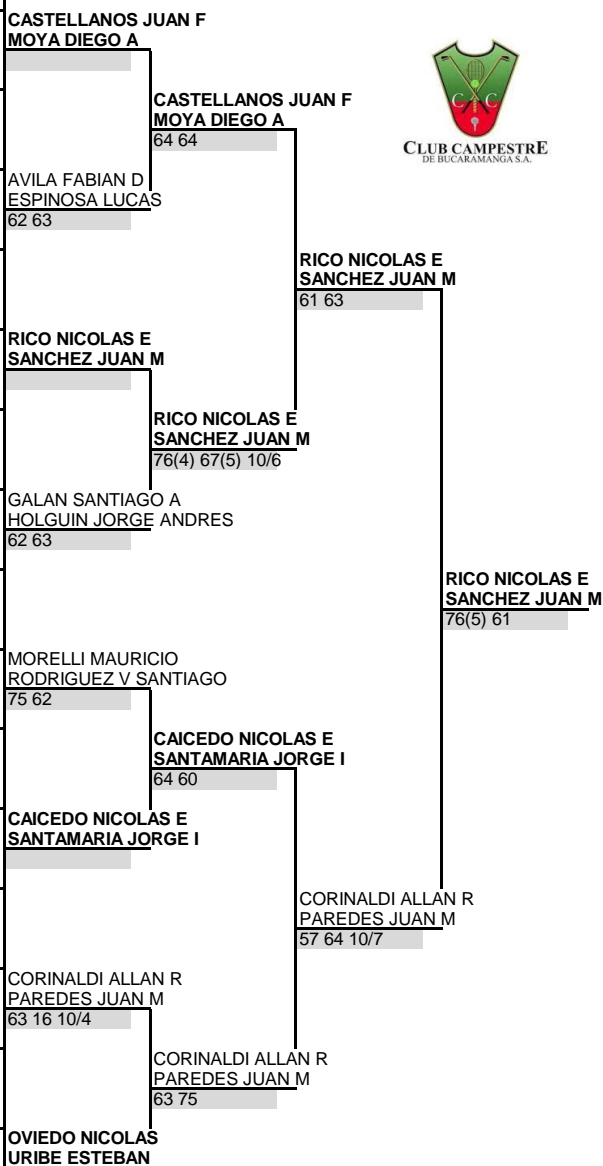 CASTELLANOS JUAN F
MOYA DIEGO A
CASTELLANOS JUAN F
MOYA DIEGO A
64 64
C C
CLUB CAMPESTRE
DE BUCARAMANGA S.A.
AVILA FABIAN D
ESPINOSA LUCAS
62 63
RICO NICOLAS E
SANCHEZ JUAN M
61 63
RICO NICOLAS E
SANCHEZ JUAN M
RICO NICOLAS E
SANCHEZ JUAN M
76(4) 67(5) 10/6
GALAN SANTIAGO A
HOLGUIN JORGE ANDRES
62 63
RICO NICOLAS E
SANCHEZ JUAN M
76(5) 61
MORELLI MAURICIO
RODRIGUEZ V SANTIAGO
75 62
CAICEDO NICOLAS E
SANTAMARIA JORGE I
64 60
CAICEDO NICOLAS E
SANTAMARIA JORGE I
CORINALDI ALLAN R
PAREDES JUAN M
57 64 10/7
CORINALDI ALLAN R
PAREDES JUAN M
63 16 10/4
CORINALDI ALLAN R
PAREDES JUAN M
63 75
OVIEDO NICOLAS
URIBE ESTEBAN